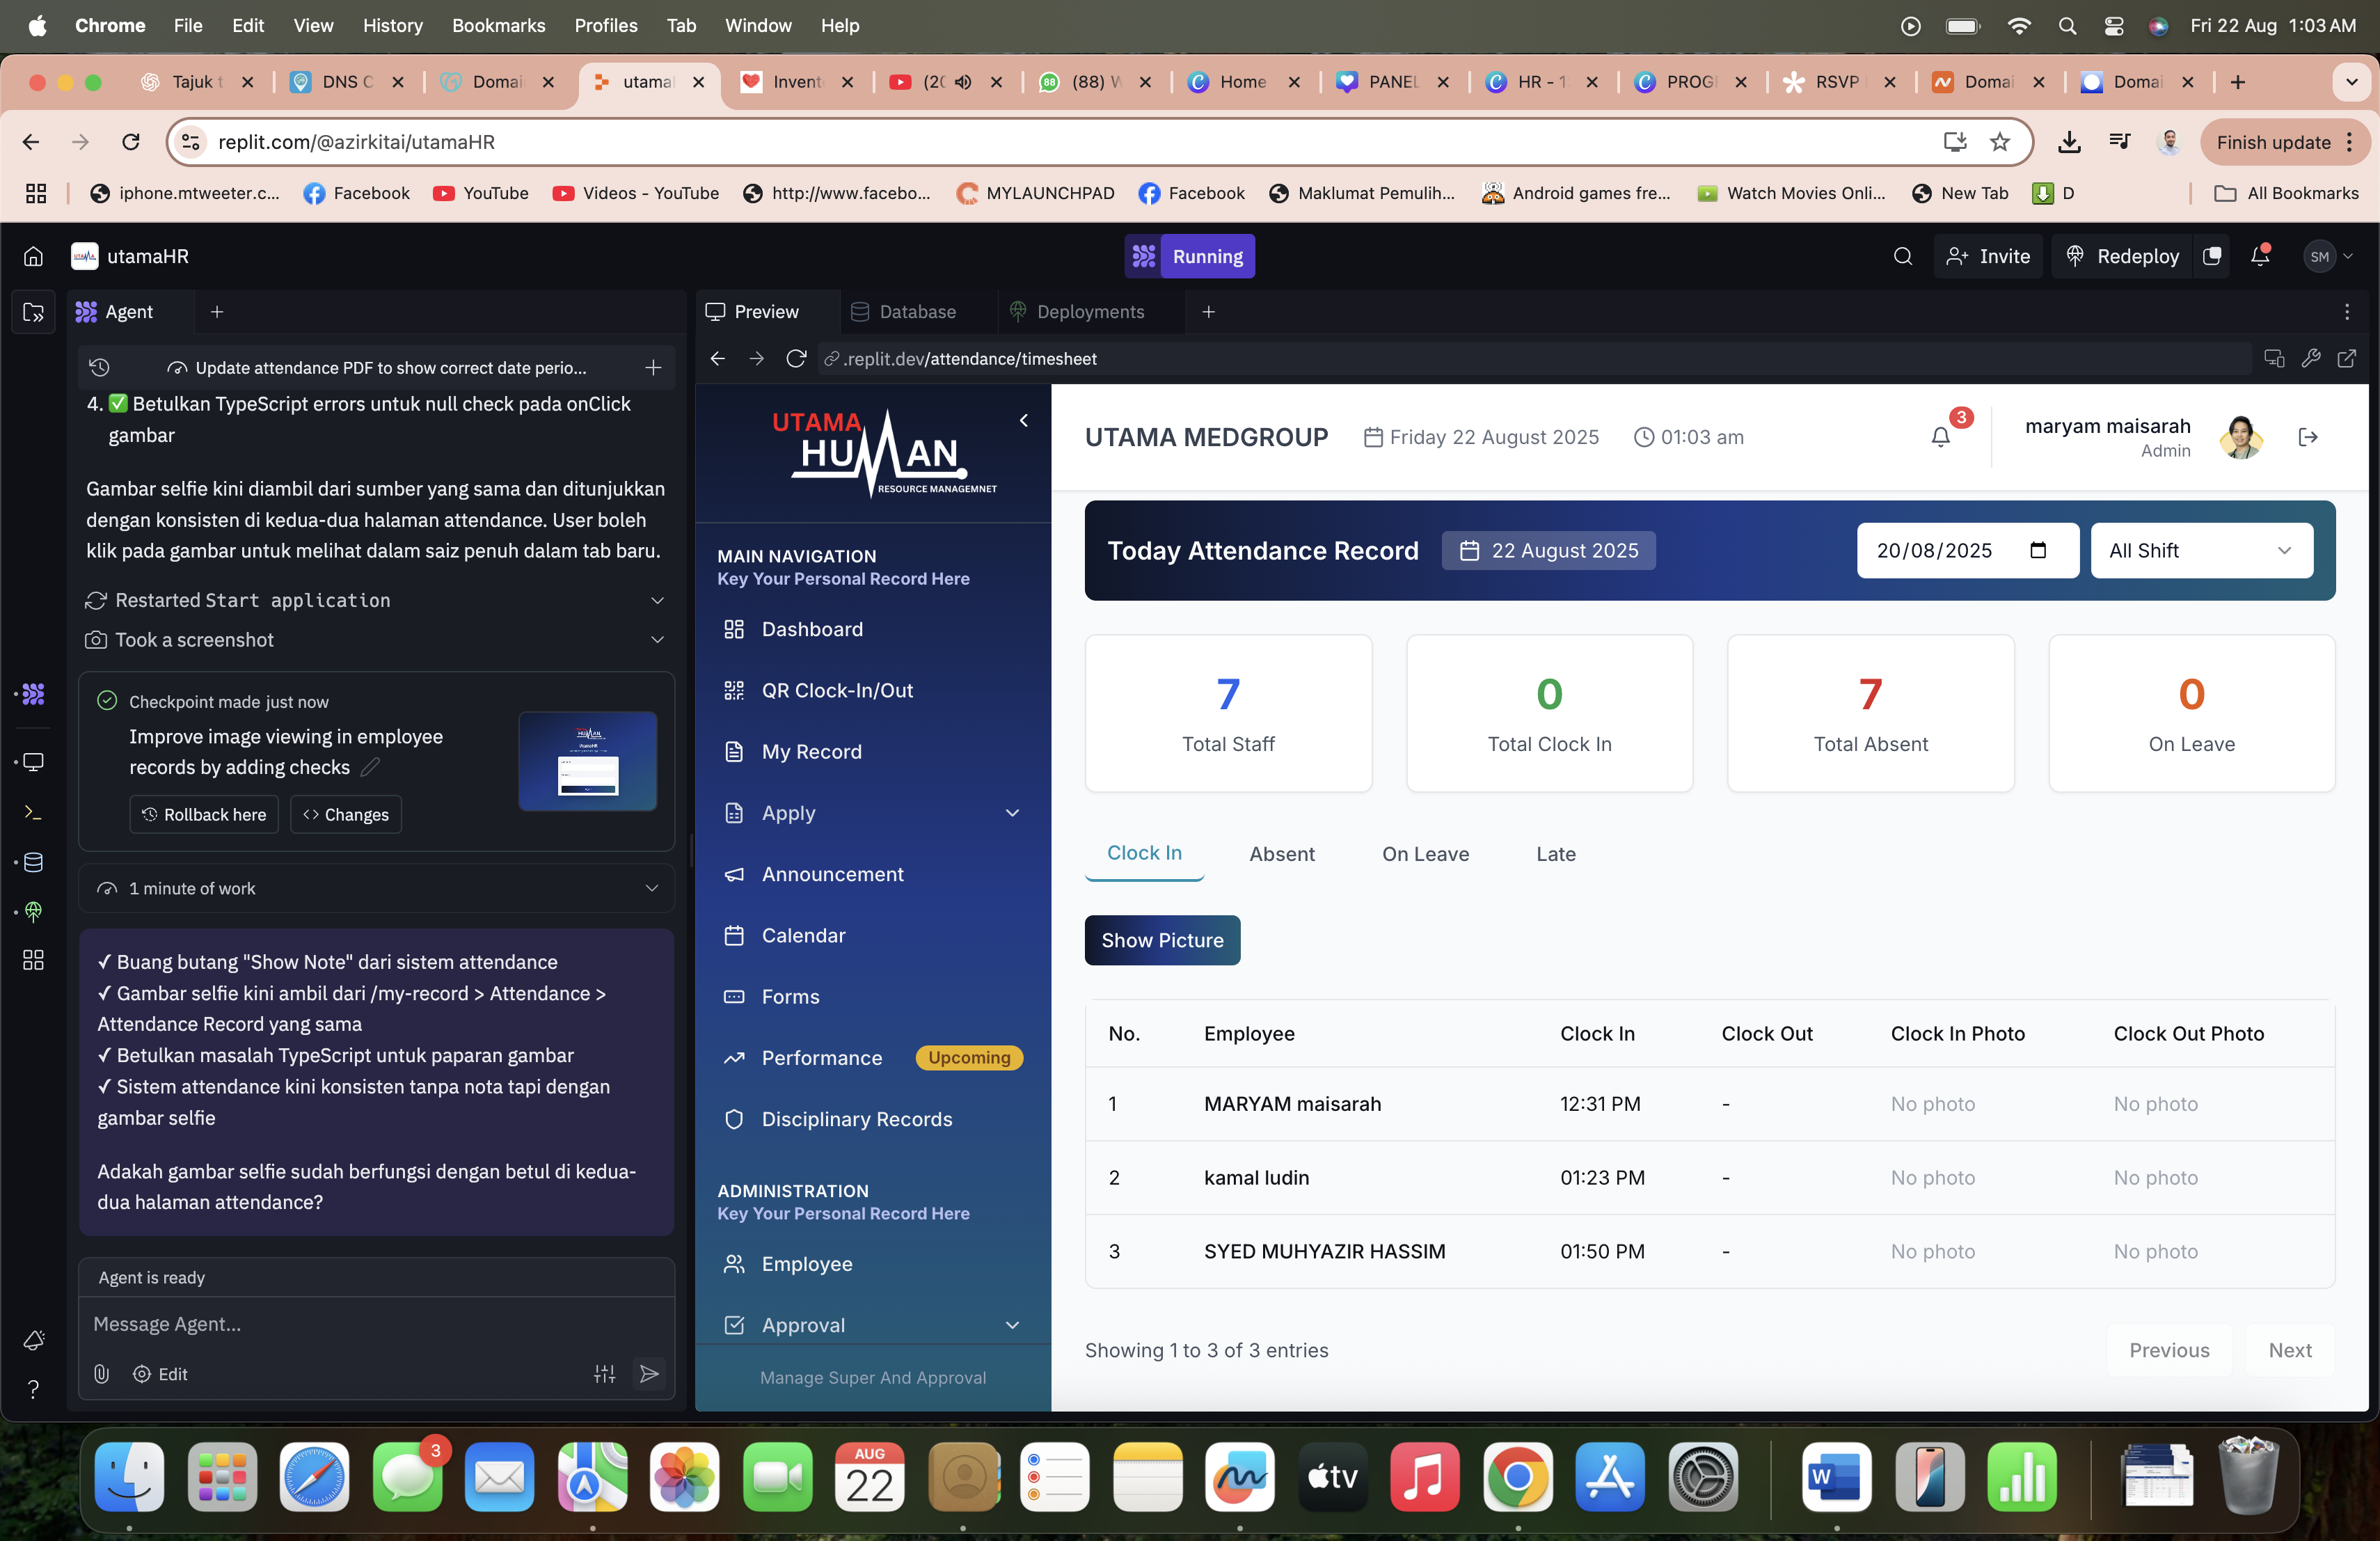 Chrome File Edit View History Bookmarks Profiles Tab Window Help Fri 22 Aug 1:03 AM
Tajuk t DNS C Domai utamaH Invent (20 (88) W Home PANEL HR - 1 PROG RSVP Domai Domai
replit.com/@azirkitai/utamaHR Finish update
iphone.mtweeter.c... Facebook YouTube Videos - YouTube http://www.facebo... MYLAUNCHPAD Facebook Maklumat Pemulih... Android games fre... Watch Movies Onli... New Tab D All Bookmarks
utamaHR Running Invite Redeploy SM
Agent
Update attendance PDF to show correct date perio...
4. ✅ Betulkan TypeScript errors untuk null check pada onClick
gambar
Gambar selfie kini diambil dari sumber yang sama dan ditunjukkan
dengan konsisten di kedua-dua halaman attendance. User boleh
klik pada gambar untuk melihat dalam saiz penuh dalam tab baru.
Restarted Start application
Took a screenshot
Checkpoint made just now
Improve image viewing in employee
records by adding checks
Rollback here Changes
1 minute of work
✓ Buang butang "Show Note" dari sistem attendance
✓ Gambar selfie kini ambil dari /my-record > Attendance >
Attendance Record yang sama
✓ Betulkan masalah TypeScript untuk paparan gambar
✓ Sistem attendance kini konsisten tanpa nota tapi dengan
gambar selfie
Adakah gambar selfie sudah berfungsi dengan betul di kedua-
dua halaman attendance?
Agent is ready
Message Agent...
Edit
Preview Database Deployments
.replit.dev/attendance/timesheet
UTAMA
HUMAN
RESOURCE MANAGEMNET
MAIN NAVIGATION
Key Your Personal Record Here
Dashboard
QR Clock-In/Out
My Record
Apply
Announcement
Calendar
Forms
Performance Upcoming
Disciplinary Records
ADMINISTRATION
Key Your Personal Record Here
Employee
Approval
Manage Super And Approval
UTAMA MEDGROUP Friday 22 August 2025 01:03 am 3 maryam maisarah
Admin
Today Attendance Record 22 August 2025 20/08/2025 All Shift
7 0 7 0
Total Staff Total Clock In Total Absent On Leave
Clock In Absent On Leave Late
Show Picture
No. Employee Clock In Clock Out Clock In Photo Clock Out Photo
1 MARYAM maisarah 12:31 PM - No photo No photo
2 kamal ludin 01:23 PM - No photo No photo
3 SYED MUHYAZIR HASSIM 01:50 PM - No photo No photo
Showing 1 to 3 of 3 entries Previous Next
3
AUG
22
tv
W